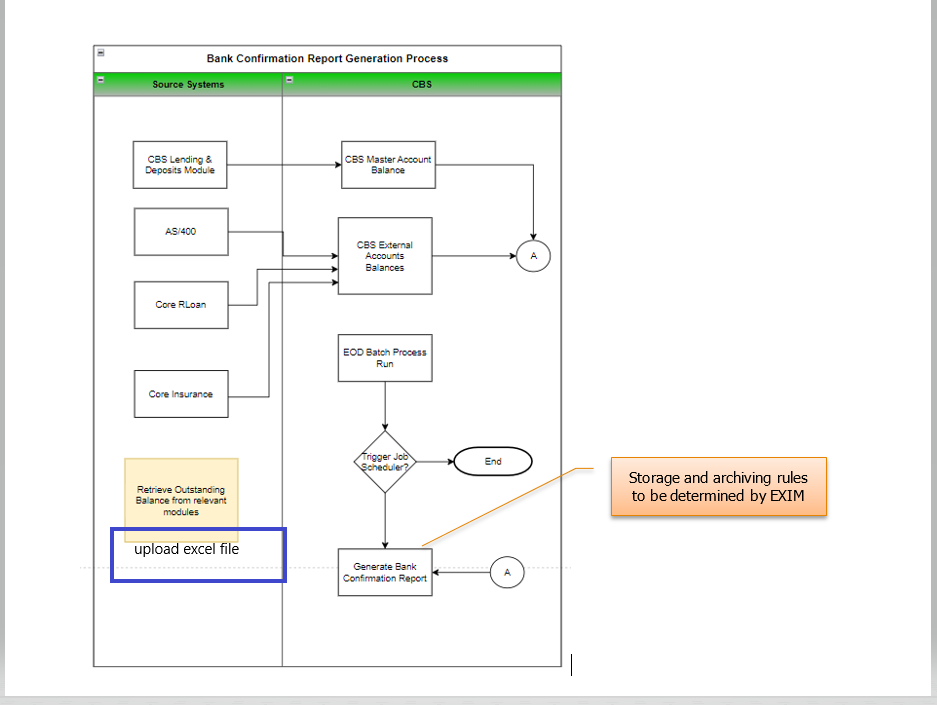 Bank Confirmation Report Generation Process
Source Systems
CBS
CBS Lending &
Deposits Module
CBS Master Account
Balance
AS/400
CBS External
Accounts
Balances
A
Core RLoan
EOD Batch Process
Run
Core Insurance
Trigger Job
Scheduler?
End
Storage and archiving rules
to be determined by EXIM
Retrieve Outstanding
Balance from relevant
modules
upload excel file
Generate Bank
Confirmation Report
A